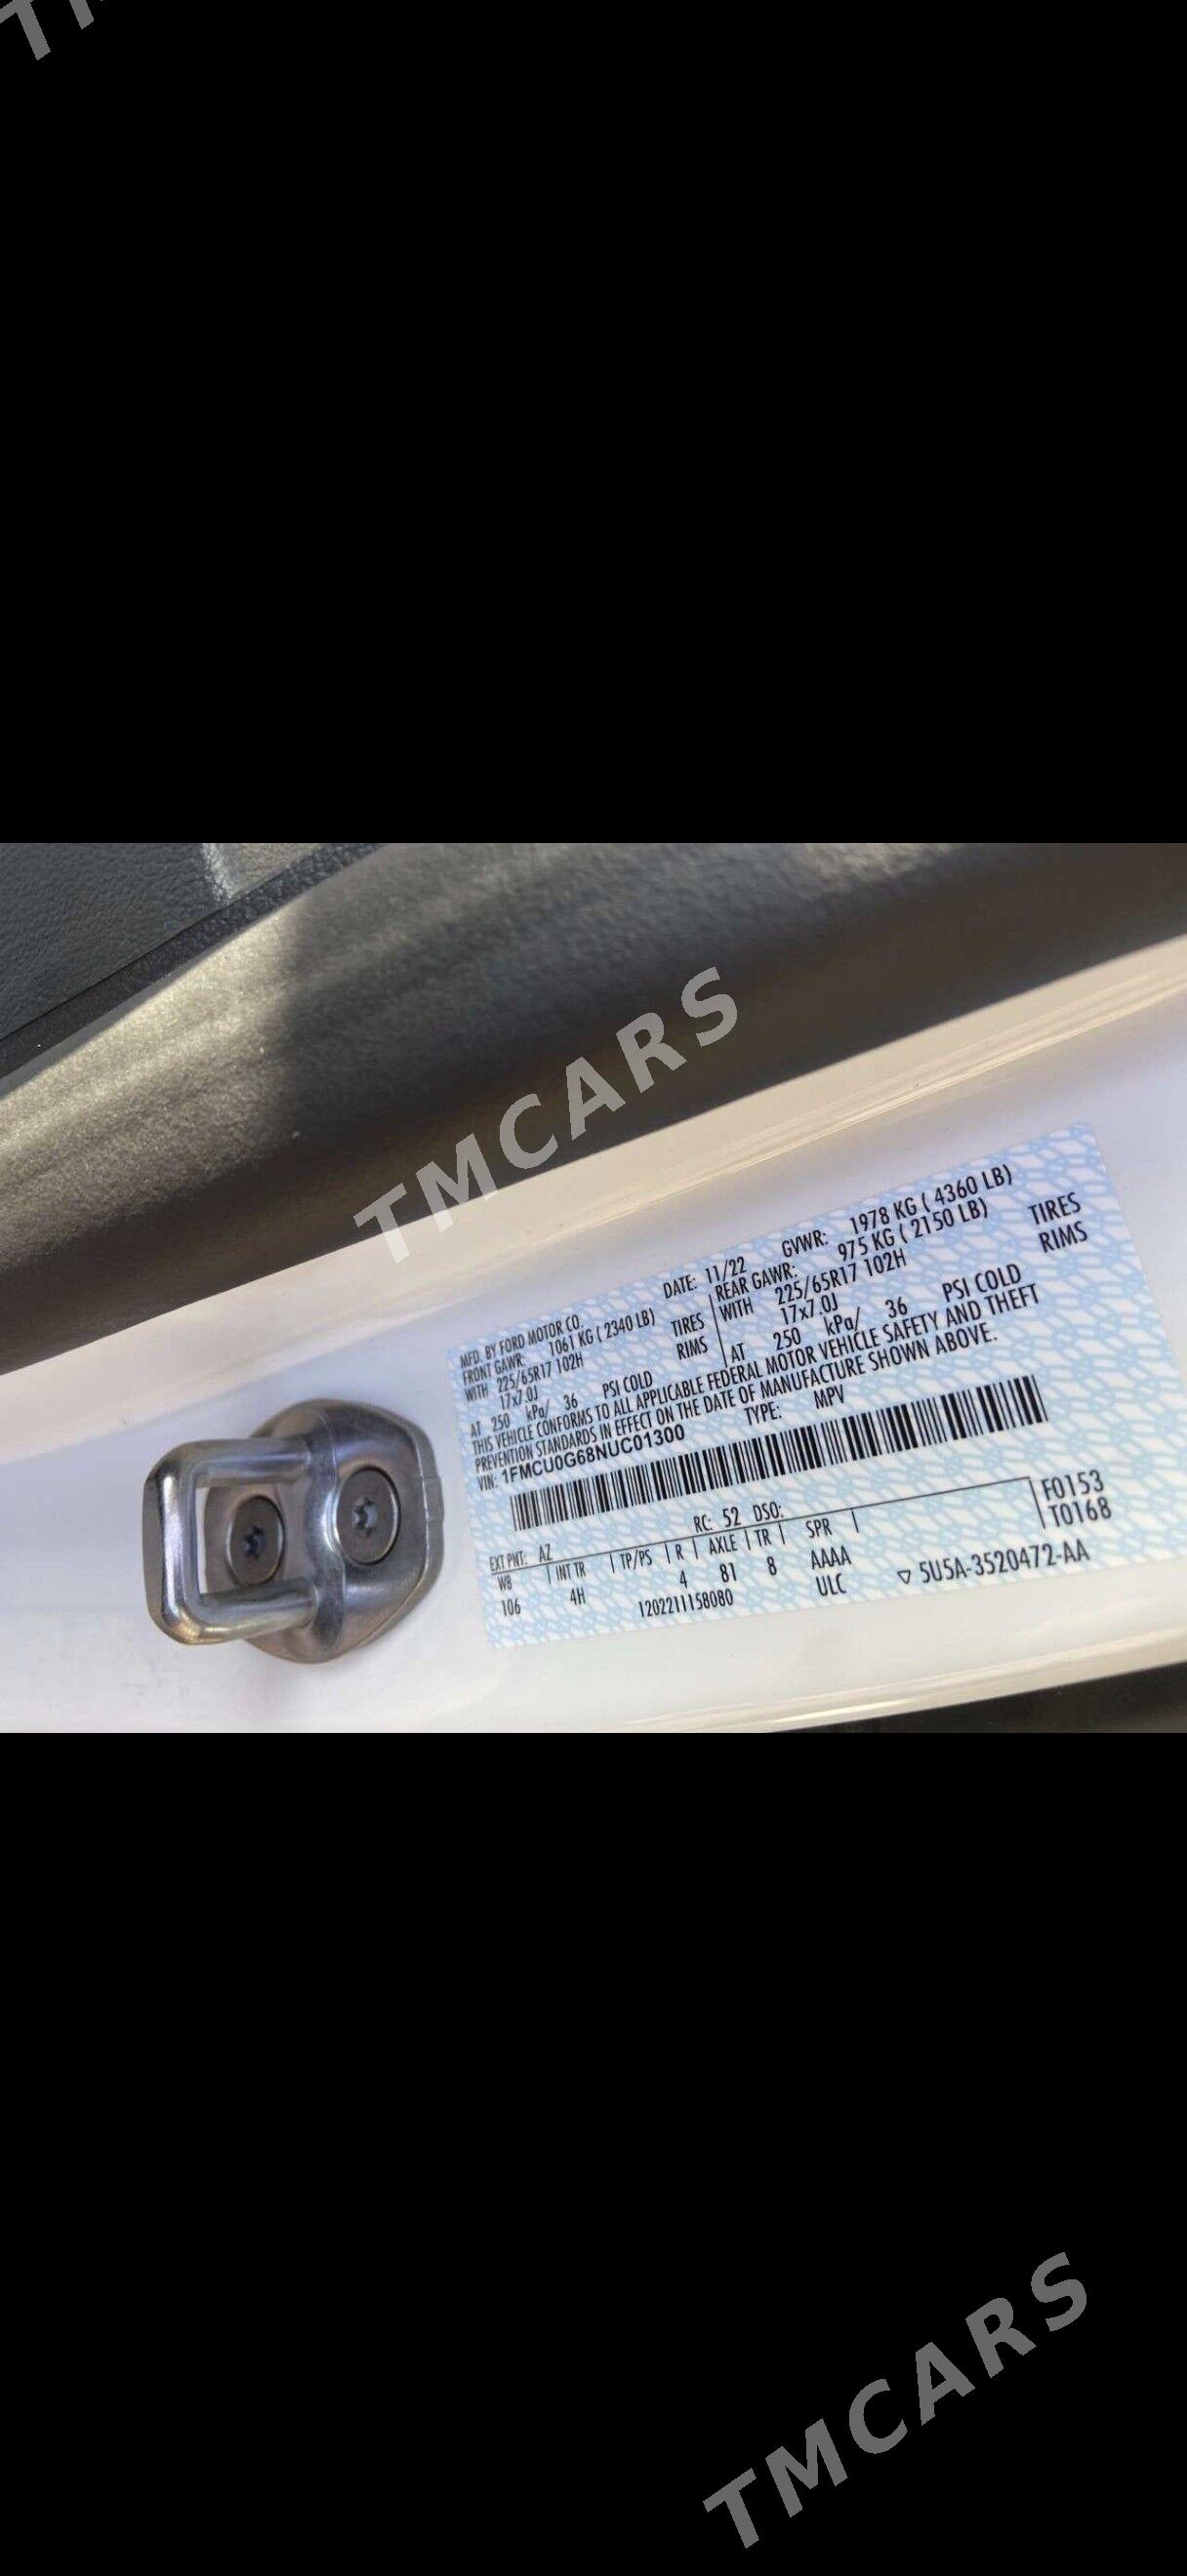 TMCARS
MFD. BY FORD MOTOR CO. DATE: 11/22 GVWR: 1978 KG ( 4360 LB)
FRONT GAWR: 1061 KG ( 2340 LB) REAR GAWR: 975 KG ( 2150 LB)
WITH 225/65R17 102H TIRES WITH 225/65R17 102H TIRES
17x7.0J RIMS 17x7.0J RIMS
AT 250 kPa/ 36 PSI COLD AT 250 kPa/ 36 PSI COLD
THIS VEHICLE CONFORMS TO ALL APPLICABLE FEDERAL MOTOR VEHICLE SAFETY AND THEFT
PREVENTION STANDARDS IN EFFECT ON THE DATE OF MANUFACTURE SHOWN ABOVE.
VIN: 1FMCU0G68NUC01300 TYPE: MPV
F0153
EXT PNT: AZ RC: 52 DSO: T0168
WB INT TR TP/PS R AXLE TR SPR
106 4H 4 81 8 AAAA
1202211158080 ULC ▽ 5U5A-3520472-AA
TMCARS